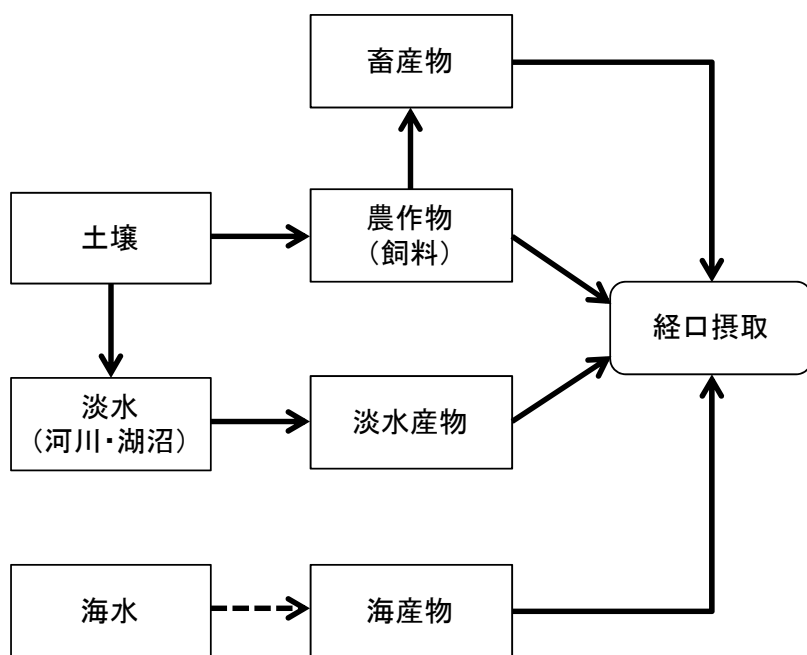 畜産物
土壌
農作物
(飼料)
経口摂取
淡水
(河川・湖沼)
淡水産物
海水
海産物